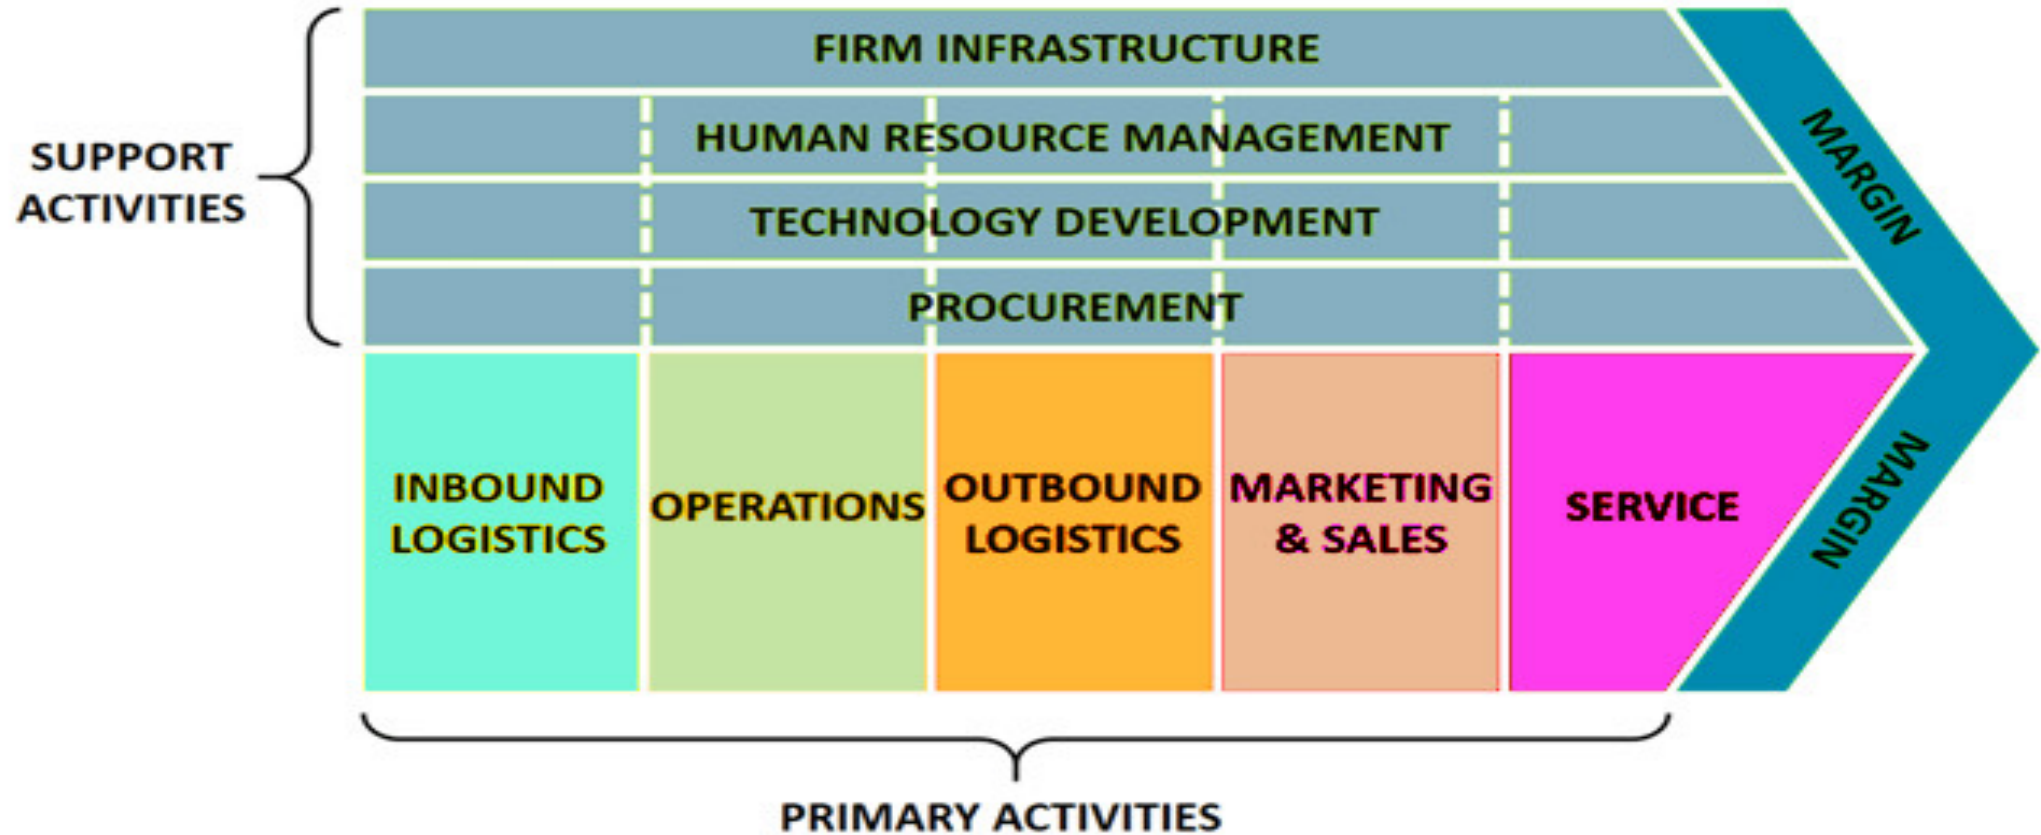 FIRM INFRASTRUCTURE
HUMAN RESOURCE MANAGEMENT
TECHNOLOGY DEVELOPMENT
PROCUREMENT
SUPPORT
ACTIVITIES
MARGIN
INBOUND
LOGISTICS
OPERATIONS
OUTBOUND
LOGISTICS
MARKETING
& SALES
SERVICE
MARGIN
PRIMARY ACTIVITIES